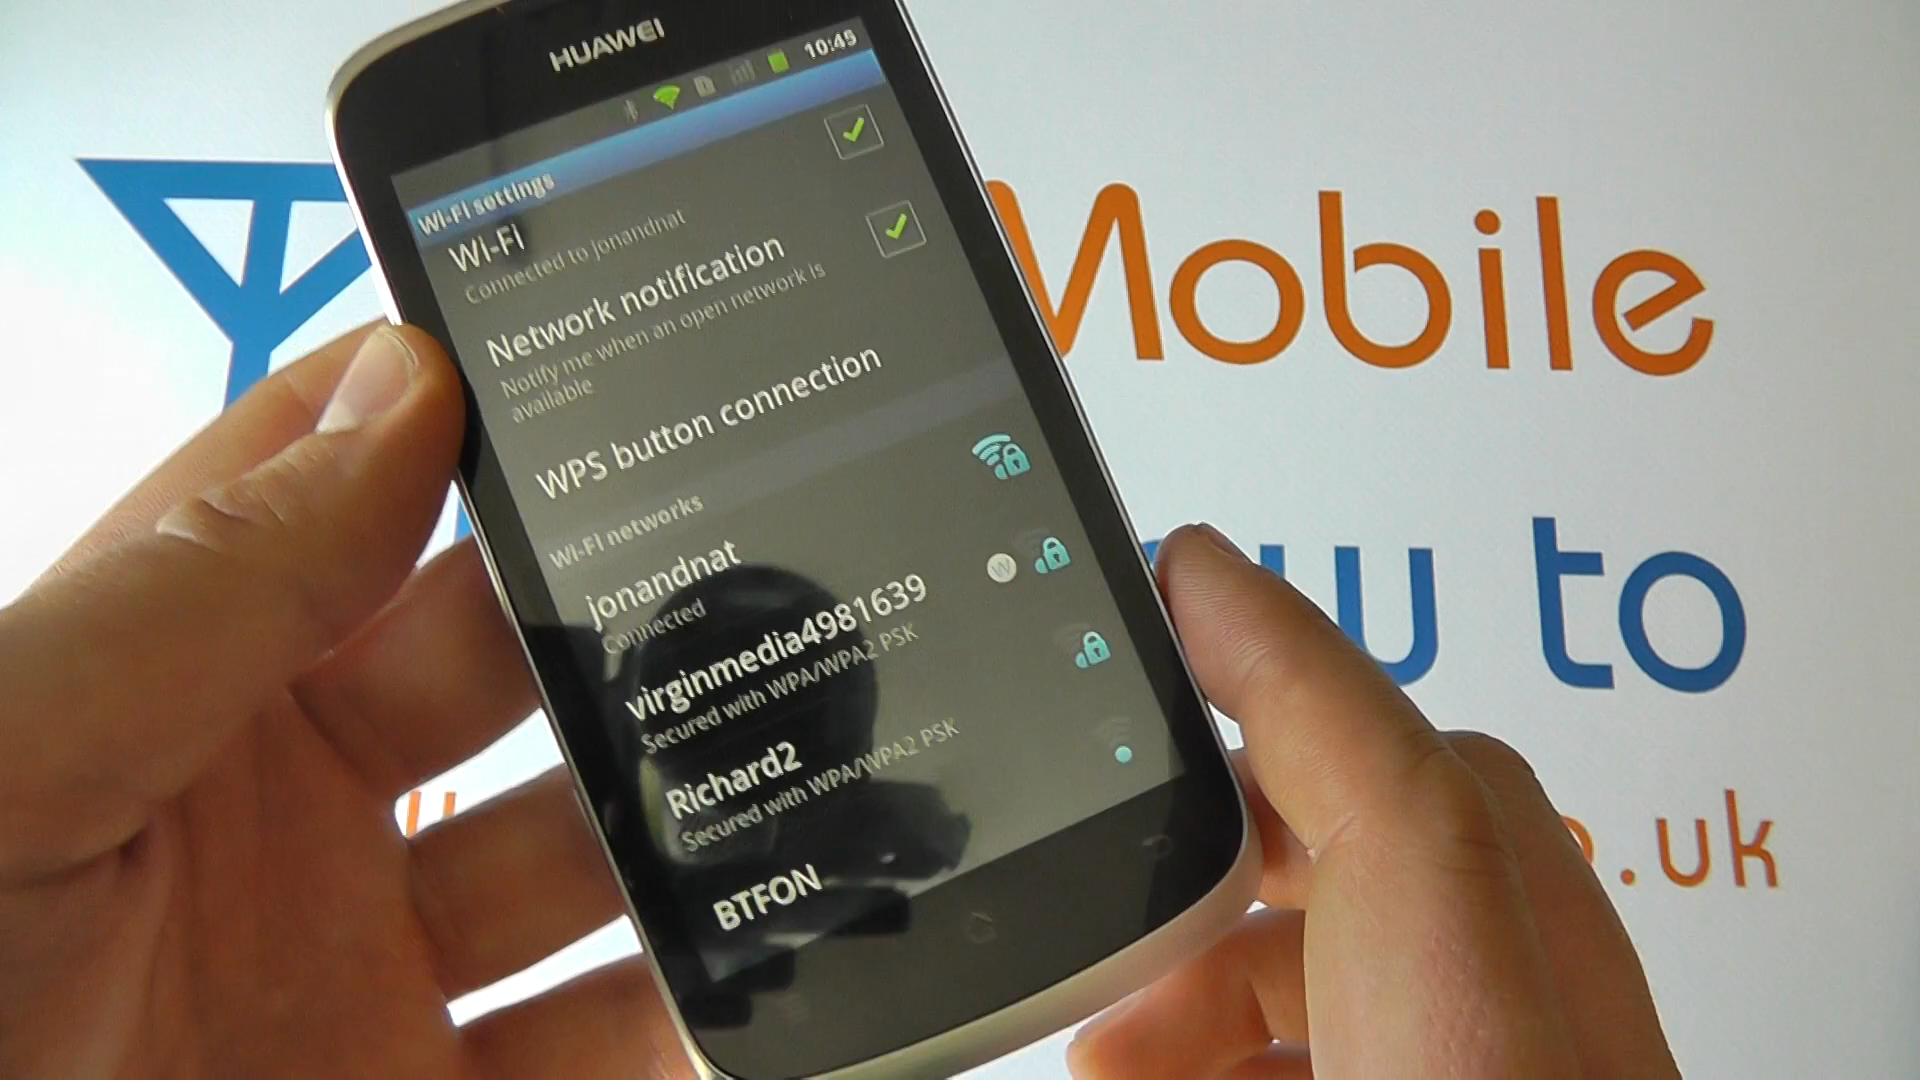 HUAWEI
10:45
Wi-Fi settings
Wi-Fi
Connected to jonandnat
Network notification
Notify me when an open network is
available
WPS button connection
Wi-Fi networks
jonandnat
Connected
virginmedia4981639
W
Secured with WPA/WPA2 PSK
Richard2
Secured with WPA/WPA2 PSK
BTFON
Mobile
to
.uk